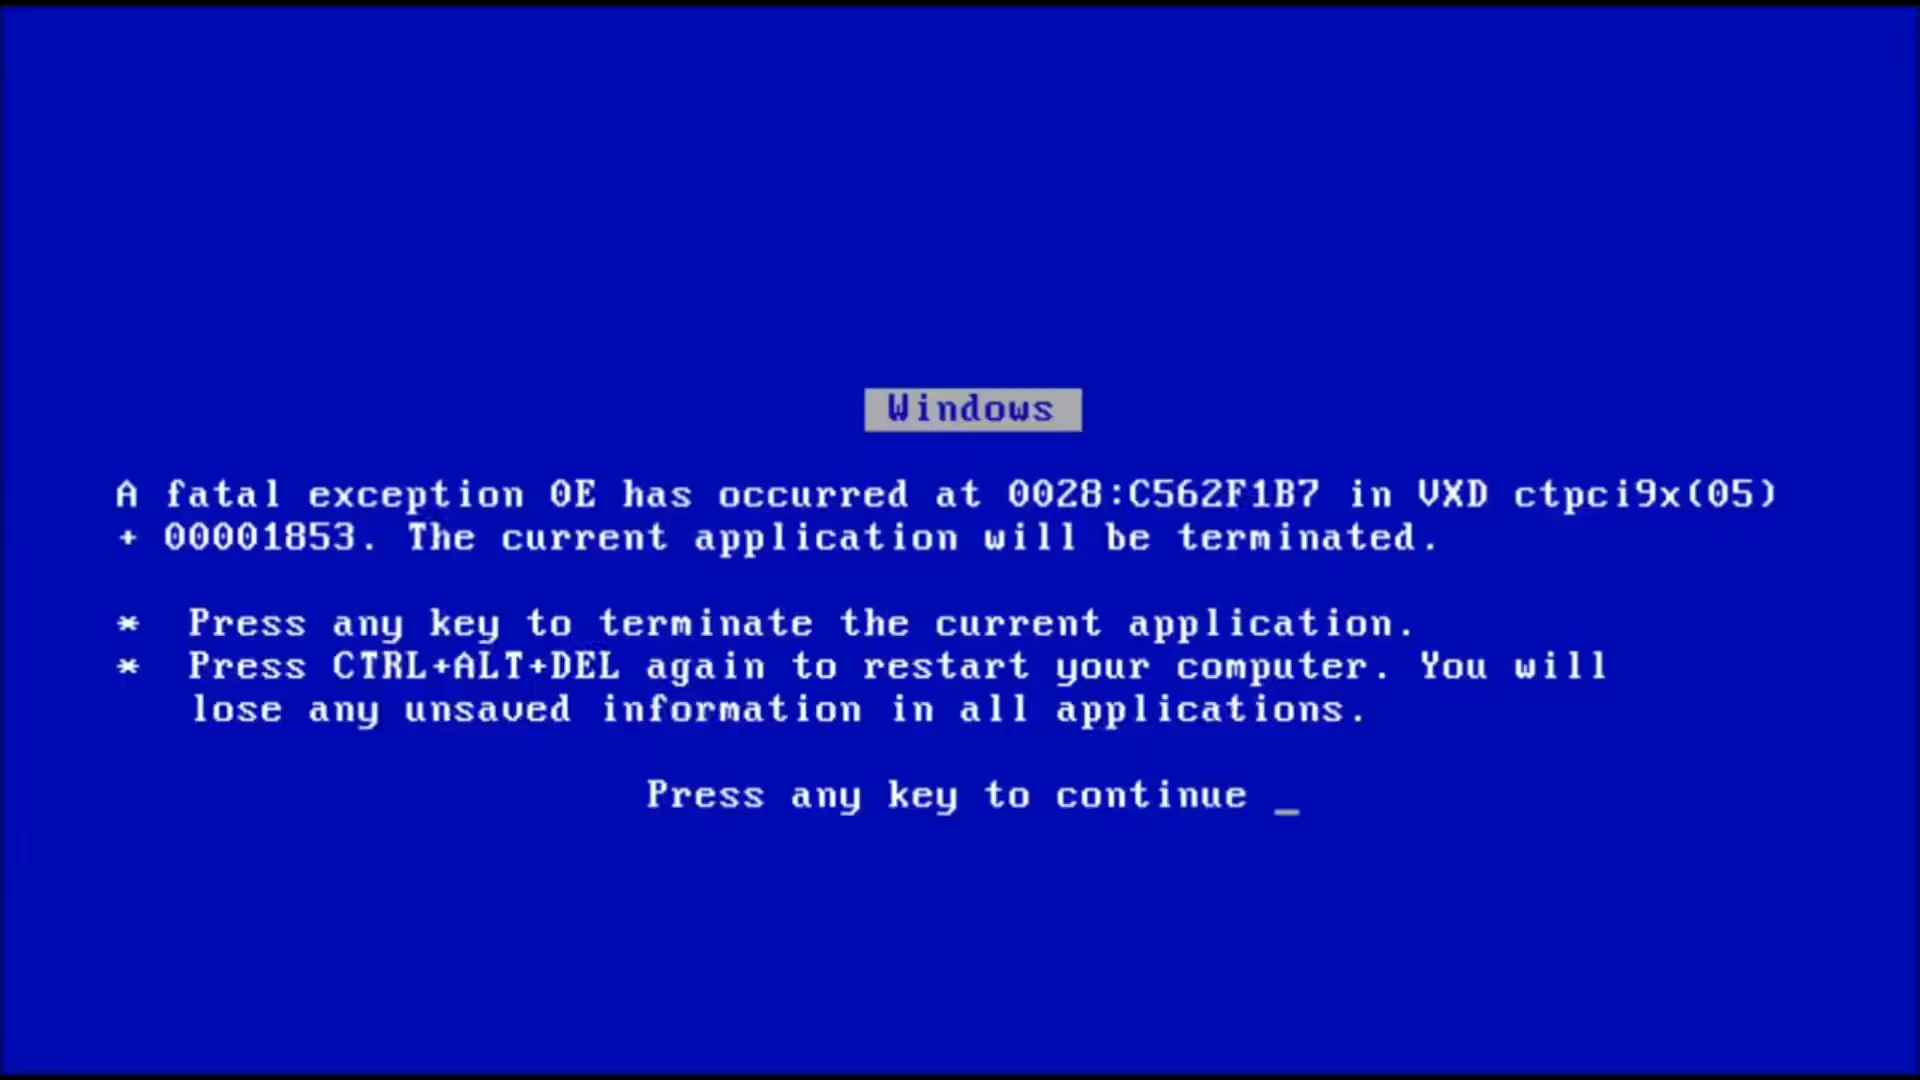 Windows
A fatal exception 0E has occurred at 0028:C562F1B7 in VXD ctpci9x(05)
+ 00001853. The current application will be terminated.
* Press any key to terminate the current application.
* Press CTRL+ALT+DEL again to restart your computer. You will
lose any unsaved information in all applications.
Press any key to continue _